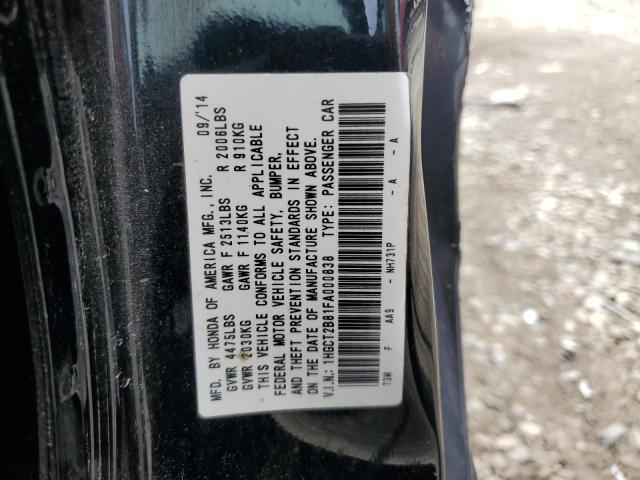 MFD. BY HONDA OF AMERICA MFG., INC. 09/14
GVWR 4475LBS GAWR F 2513LBS R 2006LBS
GVWR 2030KG GAWR F 1140KG R 910KG
THIS VEHICLE CONFORMS TO ALL APPLICABLE
FEDERAL MOTOR VEHICLE SAFETY, BUMPER,
AND THEFT PREVENTION STANDARDS IN EFFECT
ON THE DATE OF MANUFACTURE SHOWN ABOVE.
V.I.N.: 1HGCT2B81FA000838 TYPE: PASSENGER CAR
T3M F AA9 - NH731P - A - A